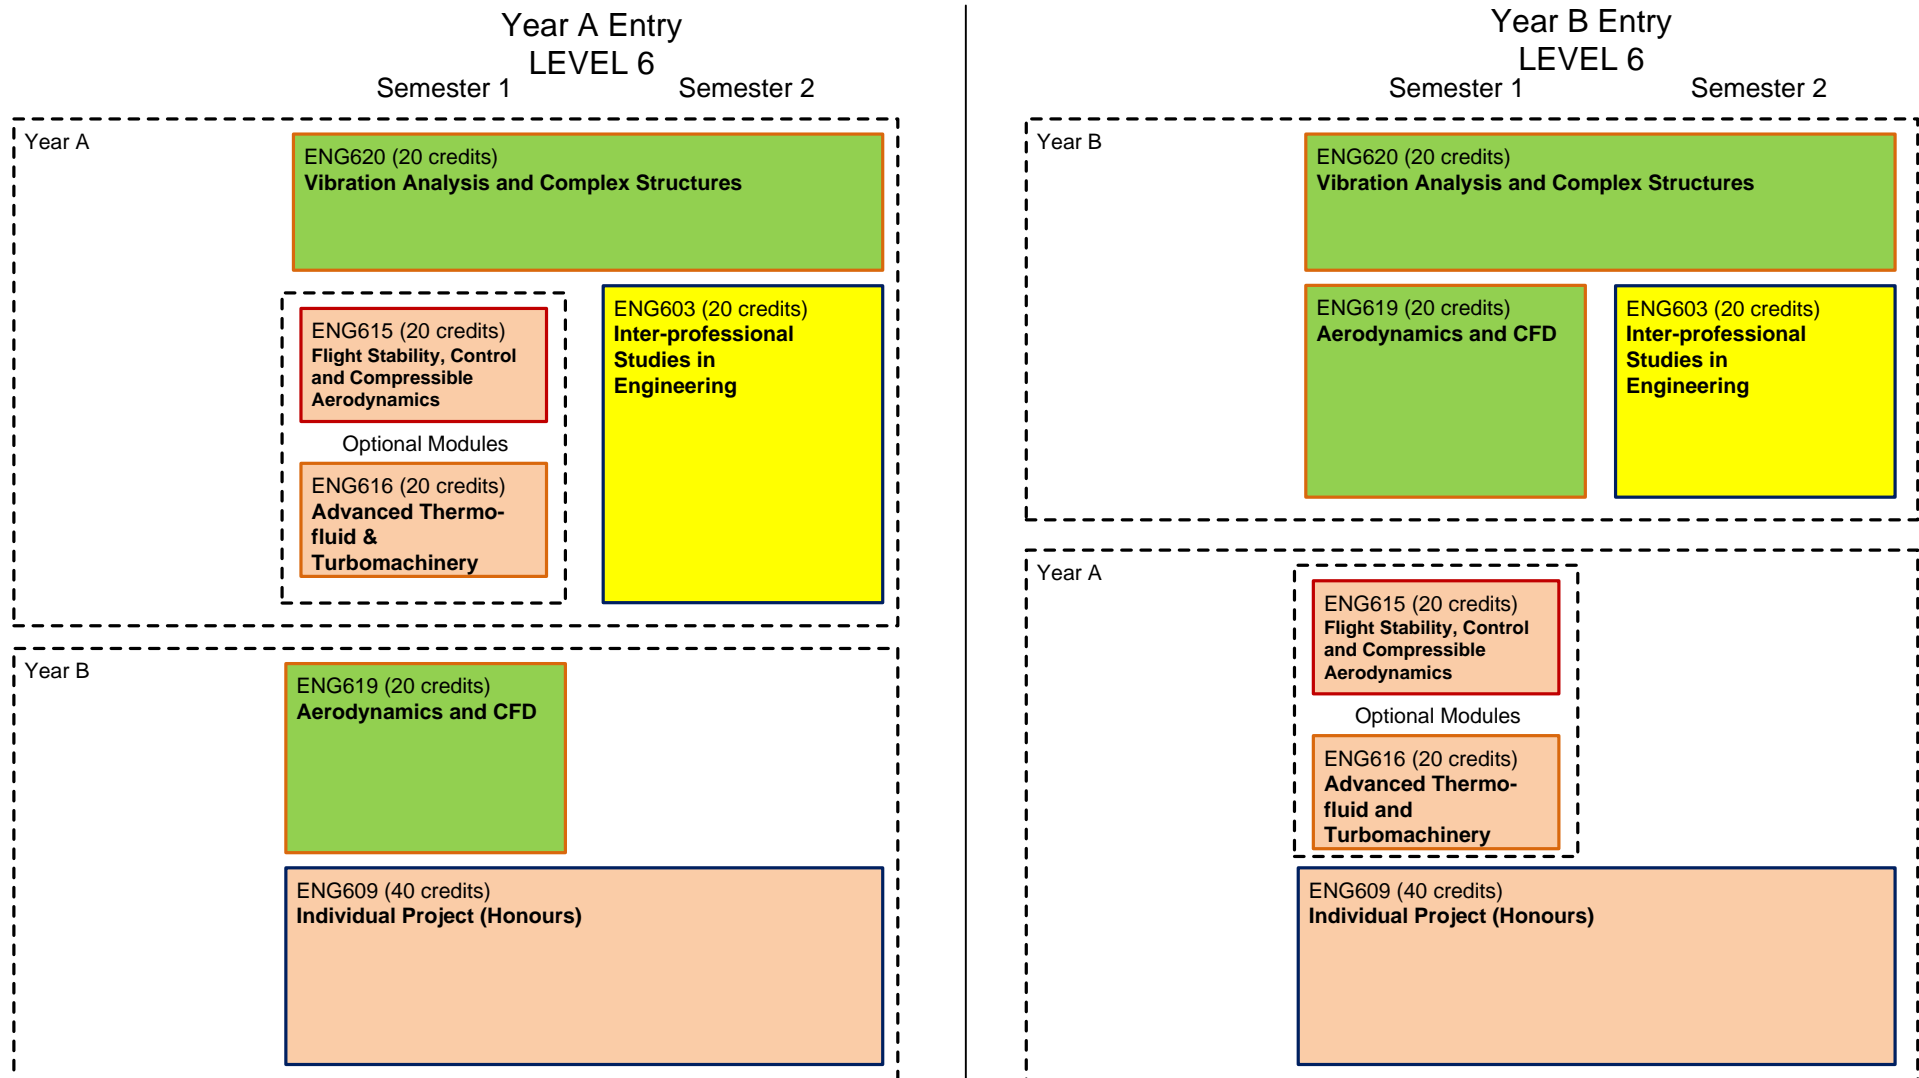 Year A Entry
LEVEL 6
Semester 1
Semester 2
Year A
ENG620 (20 credits)
Vibration Analysis and Complex Structures
ENG615 (20 credits)
Flight Stability, Control
and Compressible
Aerodynamics
Optional Modules
ENG616 (20 credits)
Advanced Thermo-
fluid &
Turbomachinery
ENG603 (20 credits)
Inter-professional
Studies in
Engineering
Year B
ENG619 (20 credits)
Aerodynamics and CFD
ENG609 (40 credits)
Individual Project (Honours)
Year B Entry
LEVEL 6
Semester 1
Semester 2
Year B
ENG620 (20 credits)
Vibration Analysis and Complex Structures
ENG619 (20 credits)
Aerodynamics and CFD
ENG603 (20 credits)
Inter-professional
Studies in
Engineering
Year A
ENG615 (20 credits)
Flight Stability, Control
and Compressible
Aerodynamics
Optional Modules
ENG616 (20 credits)
Advanced Thermo-
fluid and
Turbomachinery
ENG609 (40 credits)
Individual Project (Honours)